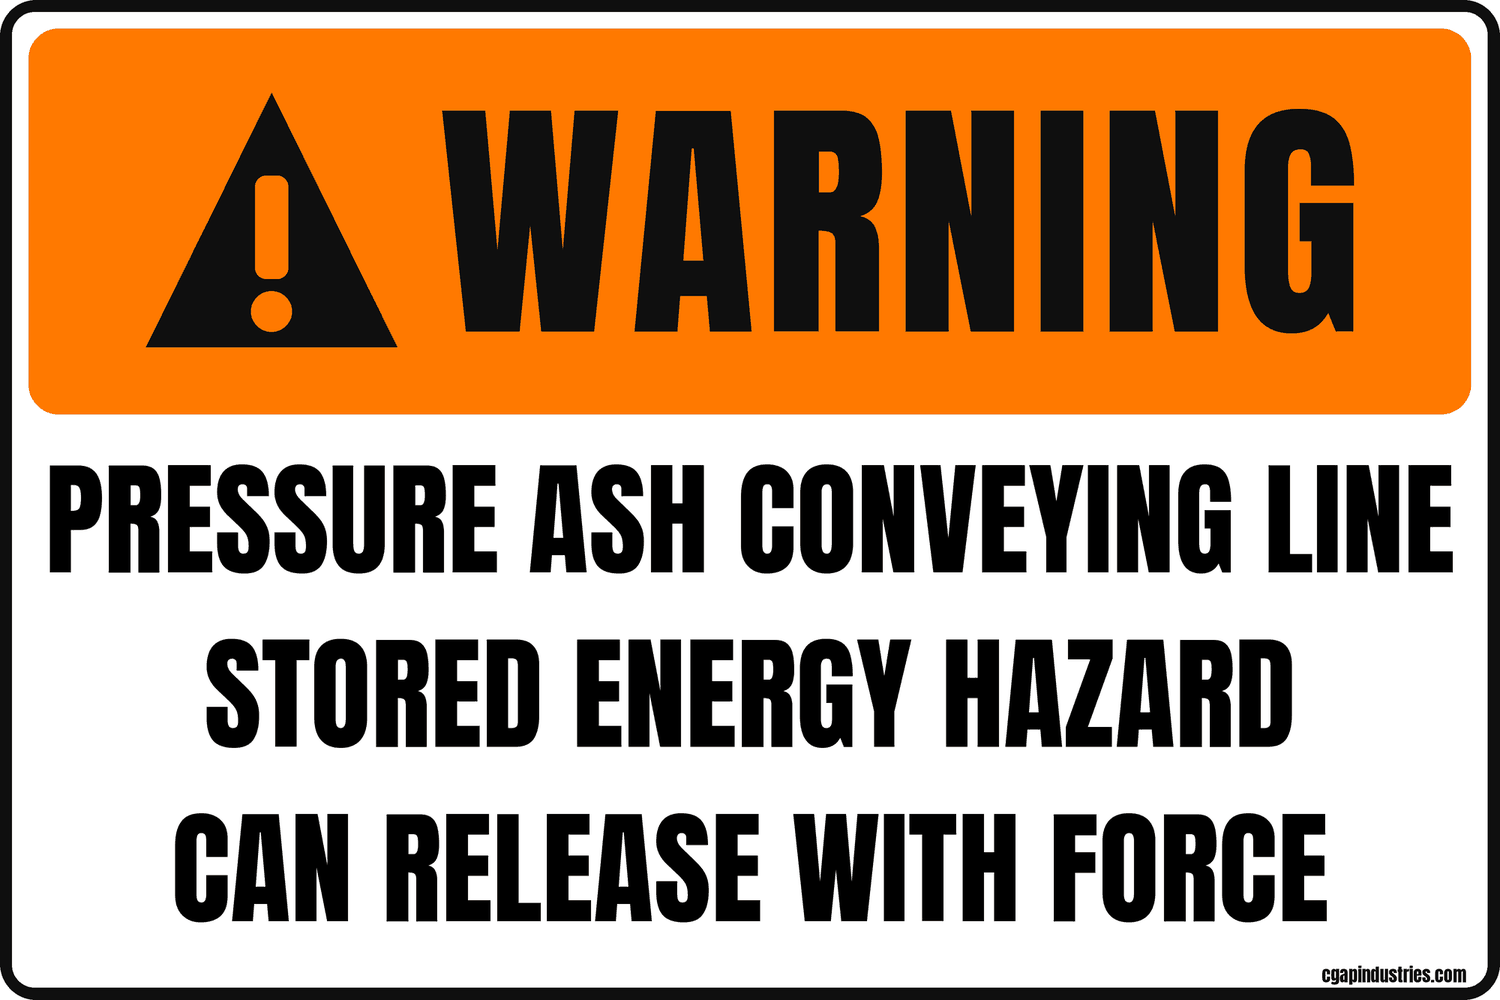 WARNING
PRESSURE ASH CONVEYING LINE
STORED ENERGY HAZARD
CAN RELEASE WITH FORCE
cgapindustries.com